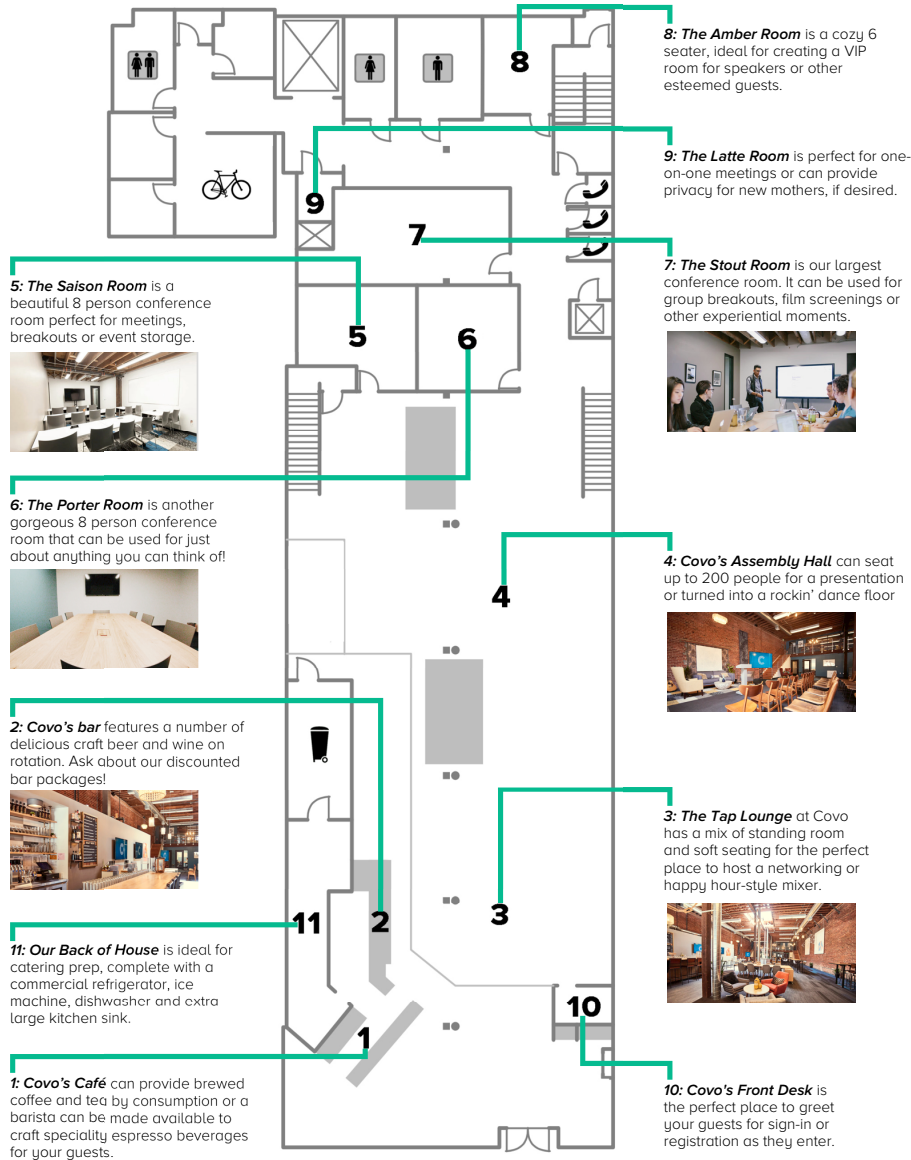 8: The Amber Room is a cozy 6
seater, ideal for creating a VIP
room for speakers or other
esteemed guests.
9: The Latte Room is perfect for one-
on-one meetings or can provide
privacy for new mothers, if desired.
7: The Stout Room is our largest
conference room. It can be used for
group breakouts, film screenings or
other experiential moments.
5: The Saison Room is a
beautiful 8 person conference
room perfect for meetings,
breakouts or event storage.
6: The Porter Room is another
gorgeous 8 person conference
room that can be used for just
about anything you can think of!
4: Covo's Assembly Hall can seat
up to 200 people for a presentation
or turned into a rockin' dance floor
2: Covo's bar features a number of
delicious craft beer and wine on
rotation. Ask about our discounted
bar packages!
3: The Tap Lounge at Covo
has a mix of standing room
and soft seating for the perfect
place to host a networking or
happy hour-style mixer.
11: Our Back of House is ideal for
catering prep, complete with a
commercial refrigerator, ice
machine, dishwasher and extra
large kitchen sink.
1: Covo's Café can provide brewed
coffee and tea by consumption or a
barista can be made available to
craft speciality espresso beverages
for your guests.
10: Covo's Front Desk is
the perfect place to greet
your guests for sign-in or
registration as they enter.
8
9
7
5
6
4
3
11
2
10
1